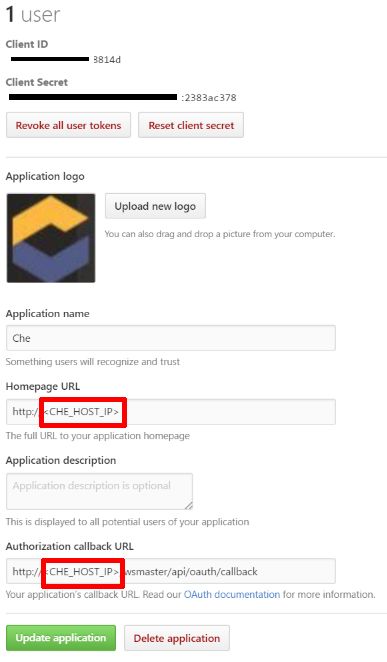 1 user
Client ID
8814d
Client Secret
:2383ac378
Revoke all user tokens Reset client secret
Application logo
Upload new logo
You can also drag and drop a picture from your computer.
Application name
Che
Something users will recognize and trust
Homepage URL
http://<CHE_HOST_IP>
The full URL to your application homepage
Application description
Application description is optional
This is displayed to all potential users of your application
Authorization callback URL
http://<CHE_HOST_IP>/wsmaster/api/oauth/callback
Your application's callback URL. Read our OAuth documentation for more information.
Update application Delete application